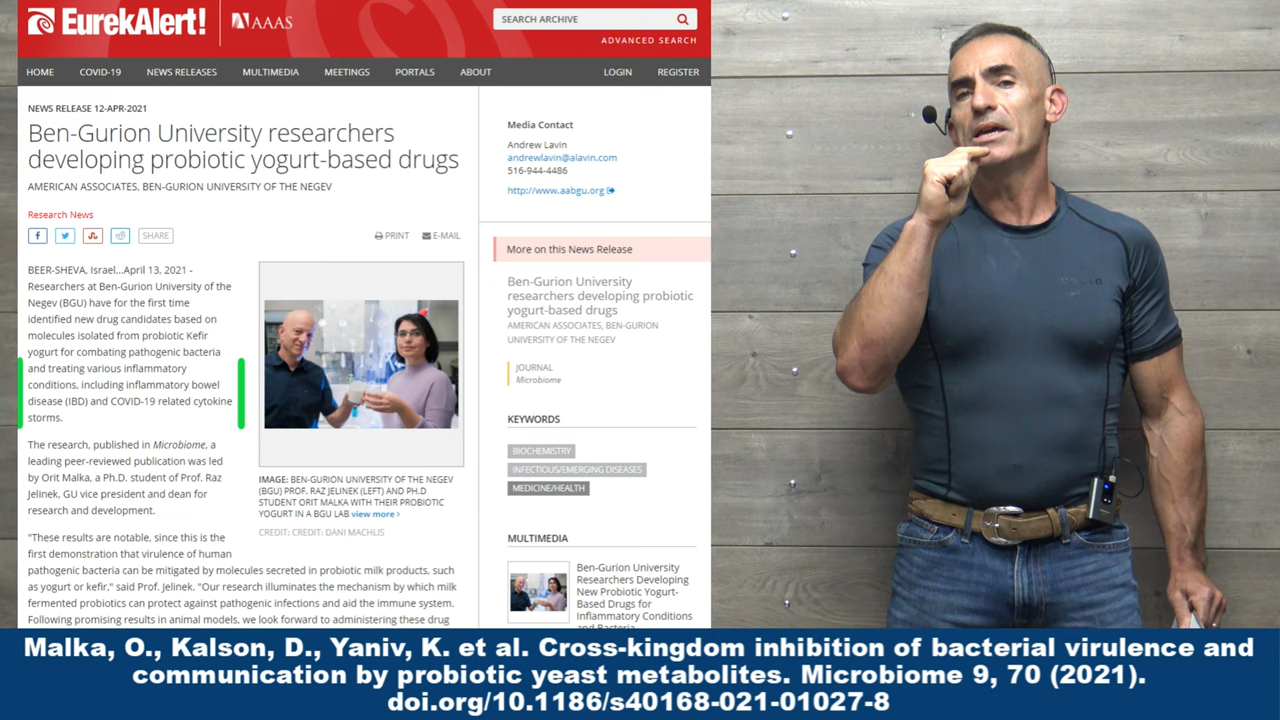 EurekAlert!
AAAS
SEARCH ARCHIVE
ADVANCED SEARCH
HOME COVID-19 NEWS RELEASES MULTIMEDIA MEETINGS PORTALS ABOUT LOGIN REGISTER
NEWS RELEASE 12-APR-2021
Ben-Gurion University researchers
developing probiotic yogurt-based drugs
AMERICAN ASSOCIATES, BEN-GURION UNIVERSITY OF THE NEGEV
Research News
SHARE
PRINT E-MAIL
BEER-SHEVA, Israel...April 13, 2021 -
Researchers at Ben-Gurion University of the
Negev (BGU) have for the first time
identified new drug candidates based on
molecules isolated from probiotic Kefir
yogurt for combating pathogenic bacteria
and treating various inflammatory
conditions, including inflammatory bowel
disease (IBD) and COVID-19 related cytokine
storms.
The research, published in Microbiome, a
leading peer-reviewed publication was led
by Orit Malka, a Ph.D. student of Prof. Raz
Jelinek, GU vice president and dean for
research and development.
"These results are notable, since this is the
first demonstration that virulence of human
pathogenic bacteria can be mitigated by molecules secreted in probiotic milk products, such
as yogurt or kefir," said Prof. Jelinek. "Our research illuminates the mechanism by which milk
fermented probiotics can protect against pathogenic infections and aid the immune system.
Following promising results in animal models, we look forward to administering these drug
IMAGE: BEN-GURION UNIVERSITY OF THE NEGEV
(BGU) PROF. RAZ JELINEK (LEFT) AND PH.D
STUDENT ORIT MALKA WITH THEIR PROBIOTIC
YOGURT IN A BGU LAB view more >
CREDIT: CREDIT: DANI MACHLIS
Media Contact
Andrew Lavin
andrewlavin@alavin.com
516-944-4486
http://www.aabgu.org
More on this News Release
Ben-Gurion University
researchers developing probiotic
yogurt-based drugs
AMERICAN ASSOCIATES, BEN-GURION
UNIVERSITY OF THE NEGEV
JOURNAL
Microbiome
KEYWORDS
BIOCHEMISTRY
INFECTIOUS/EMERGING DISEASES
MEDICINE/HEALTH
MULTIMEDIA
Ben-Gurion University
Researchers Developing
New Probiotic Yogurt-
Based Drugs for
Inflammatory Conditions
and Bacteria
Malka, O., Kalson, D., Yaniv, K. et al. Cross-kingdom inhibition of bacterial virulence and
communication by probiotic yeast metabolites. Microbiome 9, 70 (2021).
doi.org/10.1186/s40168-021-01027-8